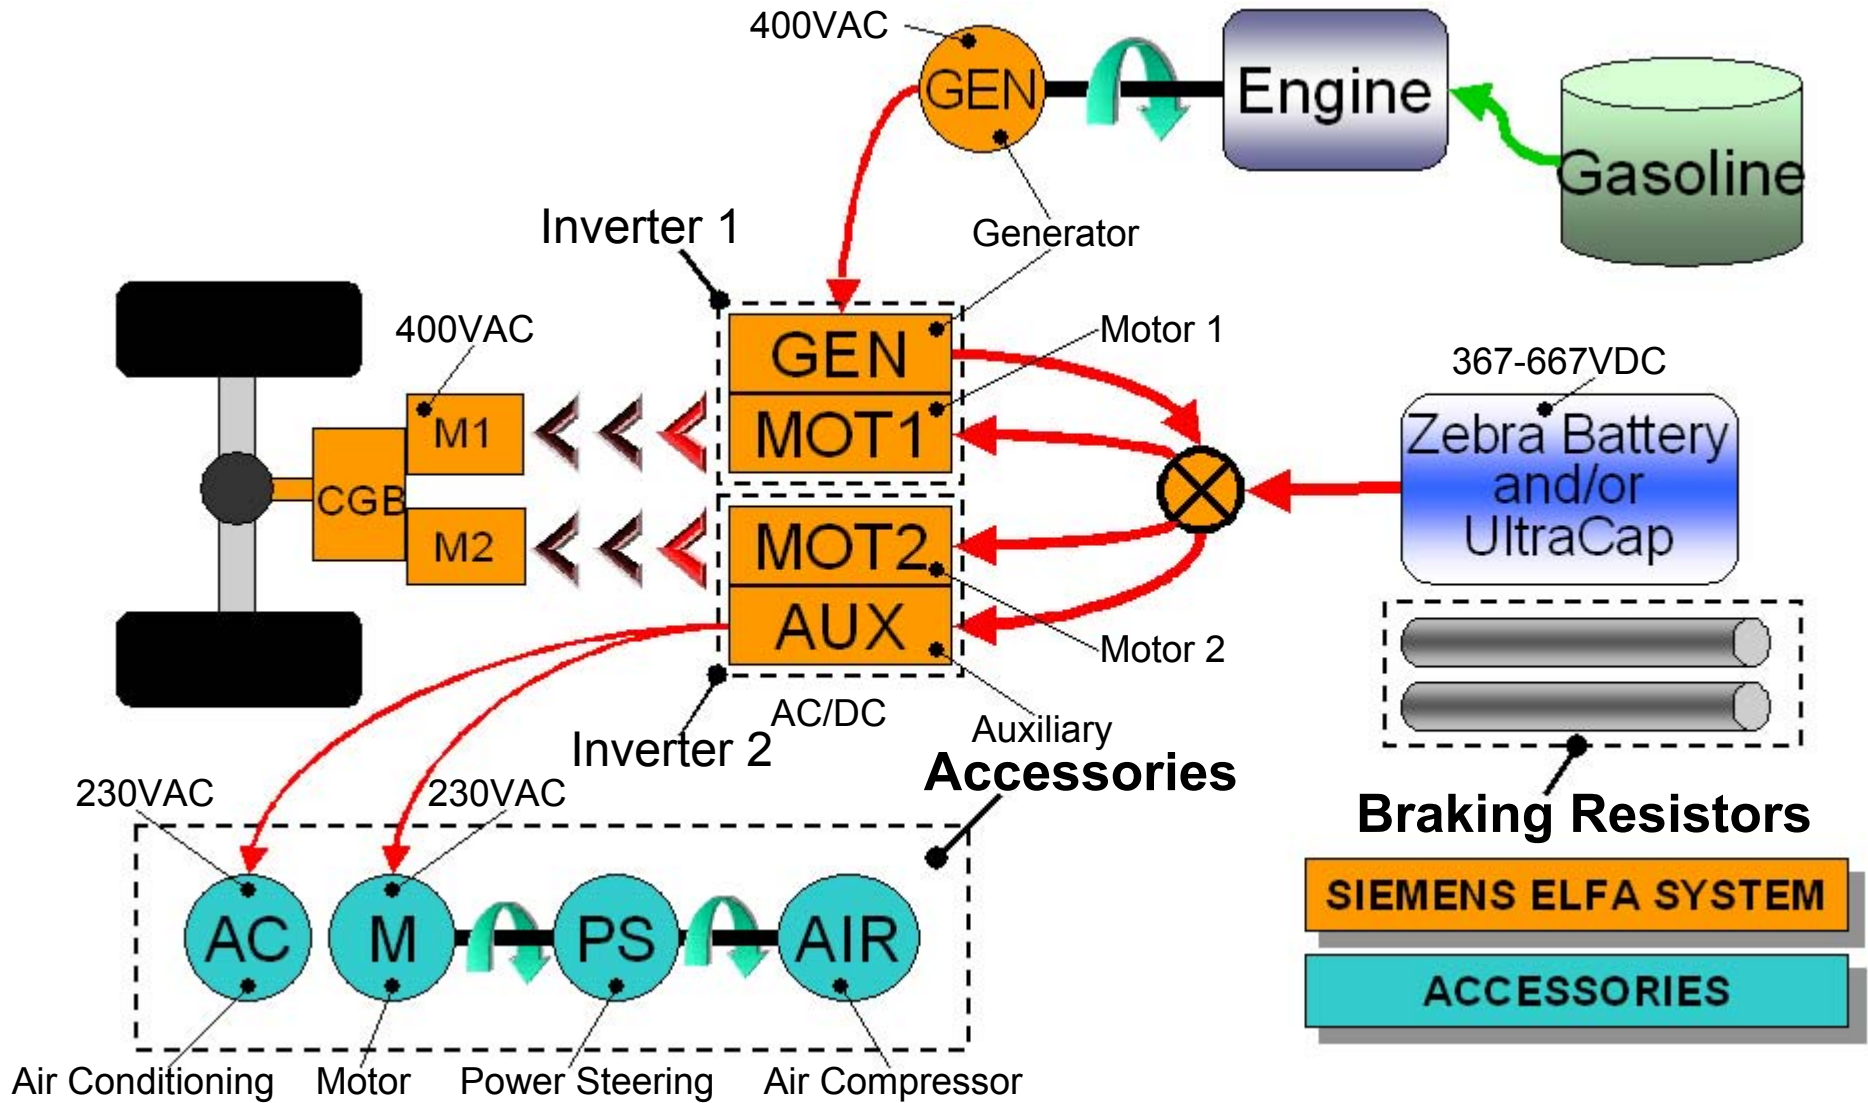 400VAC
GEN
Engine
Gasoline
Generator
Inverter 1
400VAC
GEN
Motor 1
367-667VDC
M1
MOT1
Zebra Battery
and/or
UltraCap
CGB
M2
MOT2
AUX
Motor 2
AC/DC
Auxiliary
Inverter 2
Accessories
230VAC
230VAC
Braking Resistors
SIEMENS ELFA SYSTEM
AC
M
PS
AIR
ACCESSORIES
Air Conditioning
Motor
Power Steering
Air Compressor